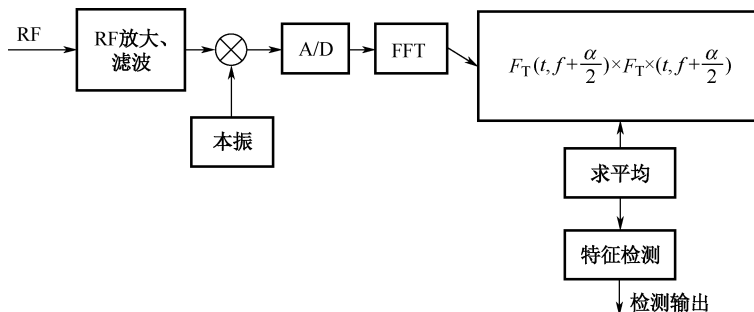 RF
RF放大、
滤波
A/D
FFT
F_T(t, f+α/2)×F_T×(t, f+α/2)
本振
求平均
特征检测
检测输出